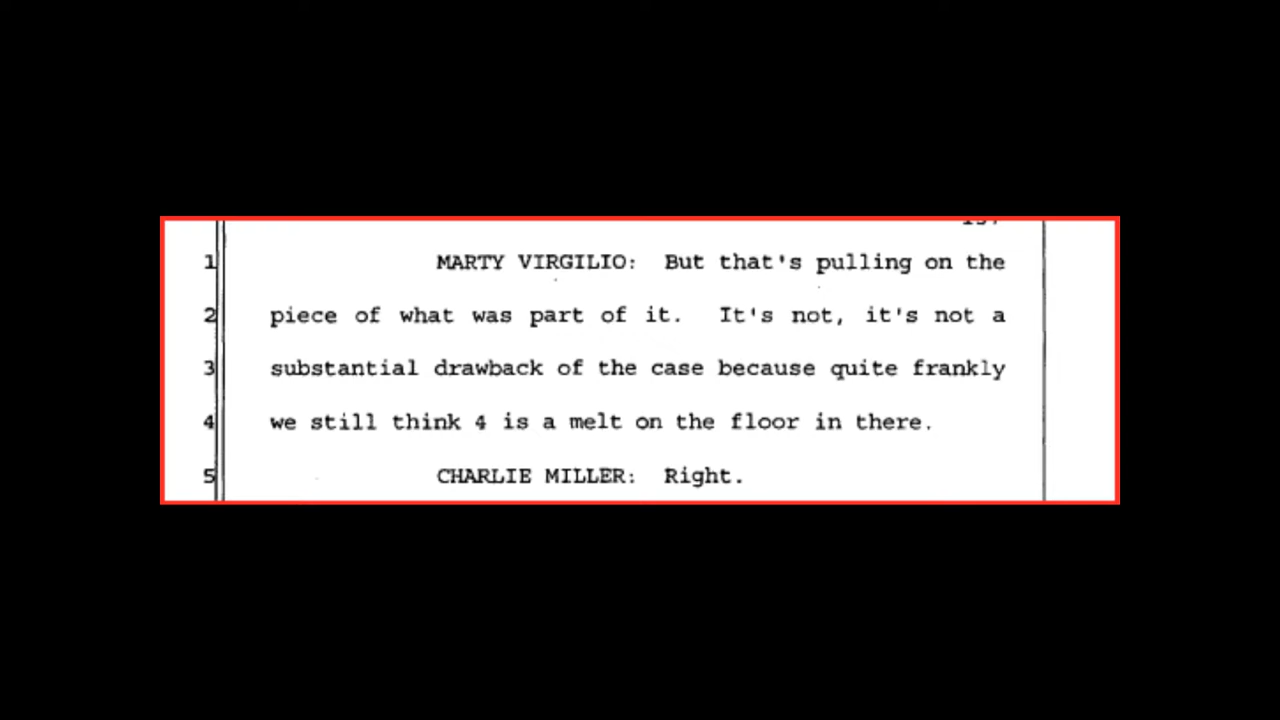 1 MARTY VIRGILIO: But that's pulling on the
2 piece of what was part of it. It's not, it's not a
3 substantial drawback of the case because quite frankly
4 we still think 4 is a melt on the floor in there.
5 CHARLIE MILLER: Right.